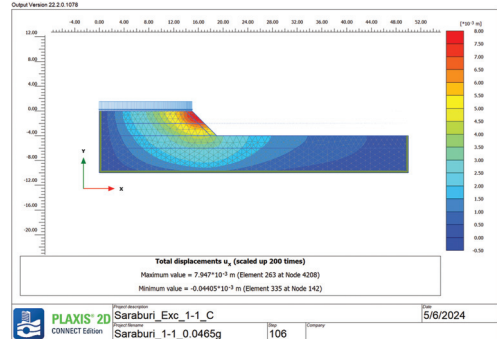 Output Version 22.2.0.1078
-4.00 0.00 4.00 8.00 12.00 16.00 20.00 24.00 28.00 32.00 36.00 40.00 44.00 48.00 52.00
[*10⁻³ m]
12.00
8.00
4.00
0.00
-4.00
-8.00
-12.00
-16.00
-20.00
Y
X
8.00
7.50
7.00
6.50
6.00
5.50
5.00
4.50
4.00
3.50
3.00
2.50
2.00
1.50
1.00
0.50
0.00
-0.50
Total displacements uₓ (scaled up 200 times)
Maximum value = 7.947*10⁻³ m (Element 263 at Node 4208)
Minimum value = -0.04405*10⁻³ m (Element 335 at Node 142)
PLAXIS® 2D
CONNECT Edition
Project description
Saraburi_Exc_1-1_C
Date
5/6/2024
Project filename
Saraburi_1-1_0.0465g
Step
106
Company